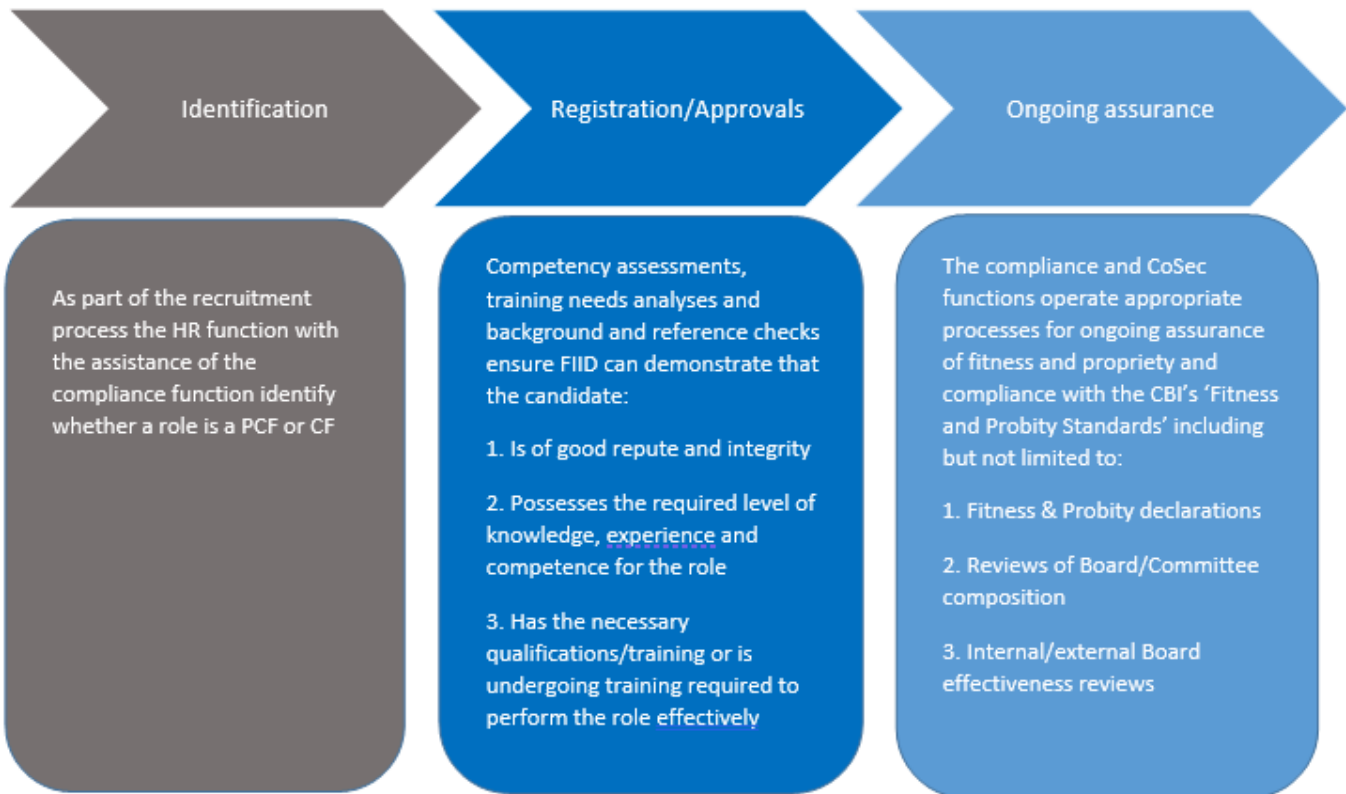 Identification
Registration/Approvals
Ongoing assurance
As part of the recruitment
process the HR function with
the assistance of the
compliance function identify
whether a role is a PCF or CF
Competency assessments,
training needs analyses and
background and reference checks
ensure FIID can demonstrate that
the candidate:
1. Is of good repute and integrity
2. Possesses the required level of
knowledge, experience and
competence for the role
3. Has the necessary
qualifications/training or is
undergoing training required to
perform the role effectively
The compliance and CoSec
functions operate appropriate
processes for ongoing assurance
of fitness and propriety and
compliance with the CBI's ‘Fitness
and Probity Standards’ including
but not limited to:
1. Fitness & Probity declarations
2. Reviews of Board/Committee
composition
3. Internal/external Board
effectiveness reviews